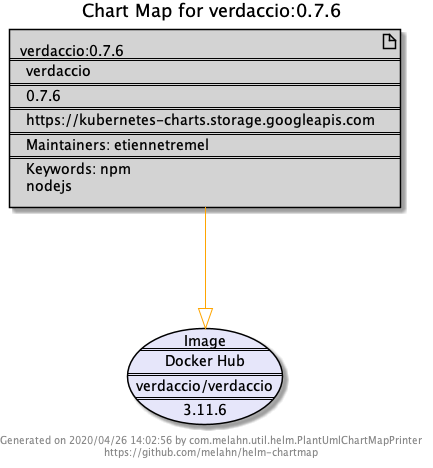 Chart Map for verdaccio:0.7.6
verdaccio:0.7.6
verdaccio
0.7.6
https://kubernetes-charts.storage.googleapis.com
Maintainers: etiennetremel
Keywords: npm
nodejs
Image
Docker Hub
verdaccio/verdaccio
3.11.6
Generated on 2020/04/26 14:02:56 by com.melahn.util.helm.PlantUmlChartMapPrinter
https://github.com/melahn/helm-chartmap